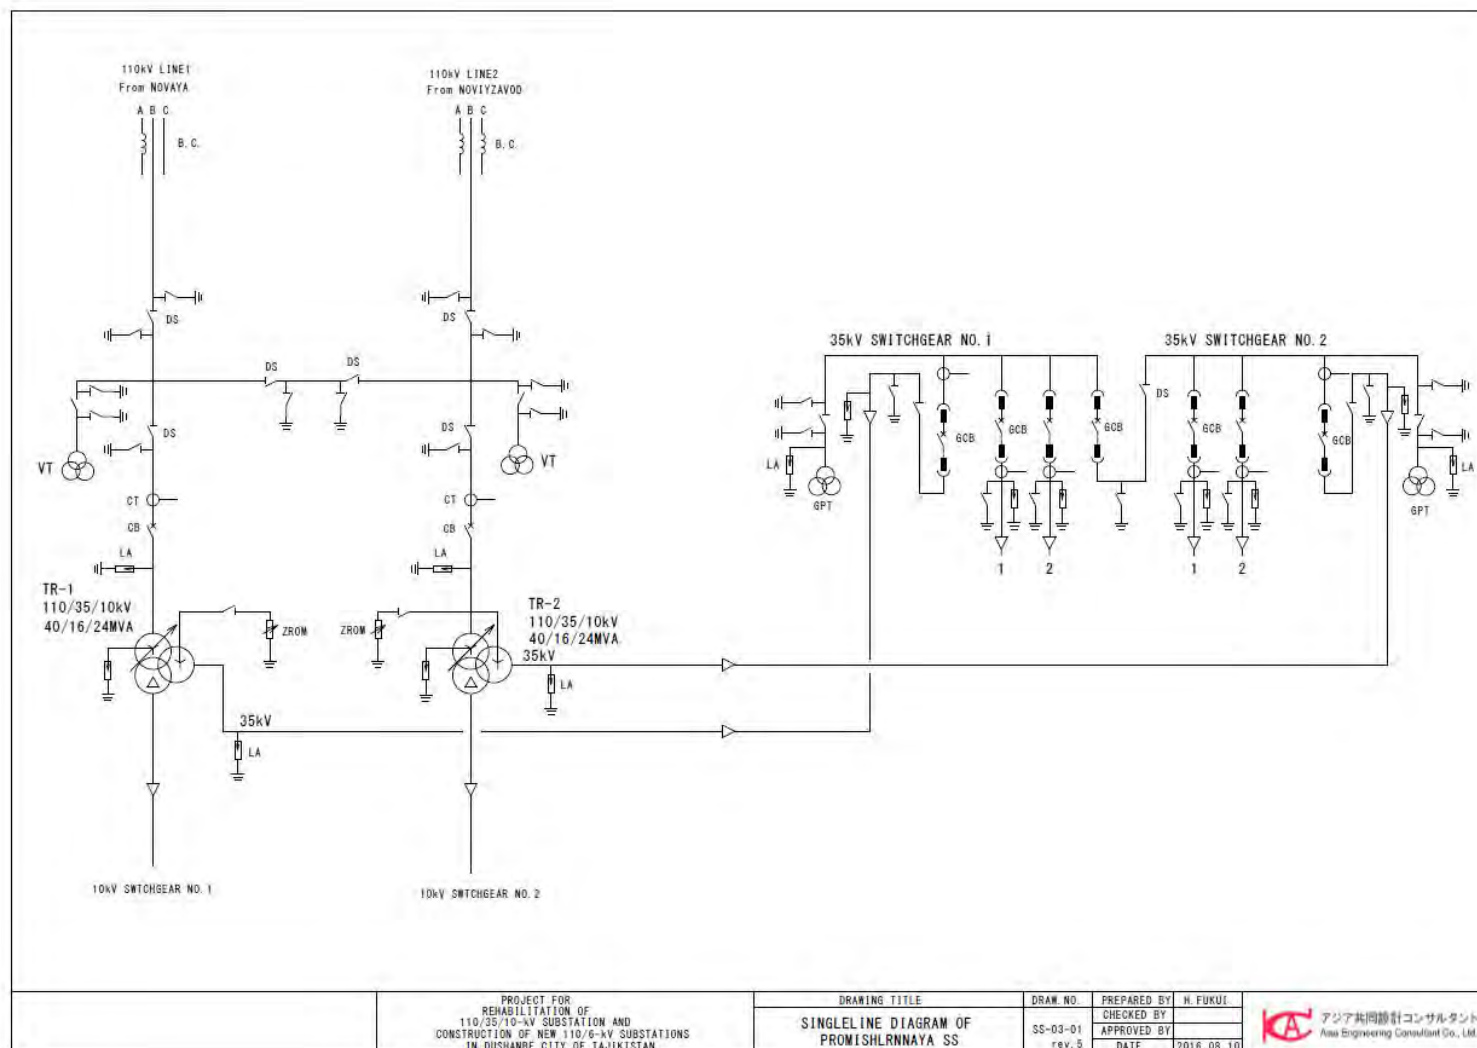 110kV LINE1
From NOVAYA
A B C
B.C.
110kV LINE2
From NOVIYZAVOD
A B C
B.C
DS
DS
DS
DS
DS
DS
VT
VT
CT
CT
CB
CB
LA
LA
TR-1
110/35/10kV
40/16/24MVA
ZROM
ZROM
TR-2
110/35/10kV
40/16/24MVA
35kV
LA
35kV
LA
10kV SWTCHGEAR NO.1
10kV SWTCHGEAR NO.2
35kV SWITCHGEAR NO.1
35kV SWITCHGEAR NO.2
DS
GCB
GCB
GCB
GCB
GCB
LA
LA
GPT
GPT
1
2
1
2
PROJECT FOR
REHABILITATION OF
110/35/10-kV SUBSTATION AND
CONSTRUCTION OF NEW 110/6-kV SUBSTATIONS
IN DUSHANBE CITY OF TAJIKISTAN
DRAWING TITLE
SINGLELINE DIAGRAM OF
PROMISHLRNNAYA SS
DRAW. NO.
SS-03-01
rev.5
PREPARED BY H.FUKUI
CHECKED BY
APPROVED BY
DATE 2016.08.10
アジア共同設計コンサルタント
Asia Engineering Consultant Co., Ltd.